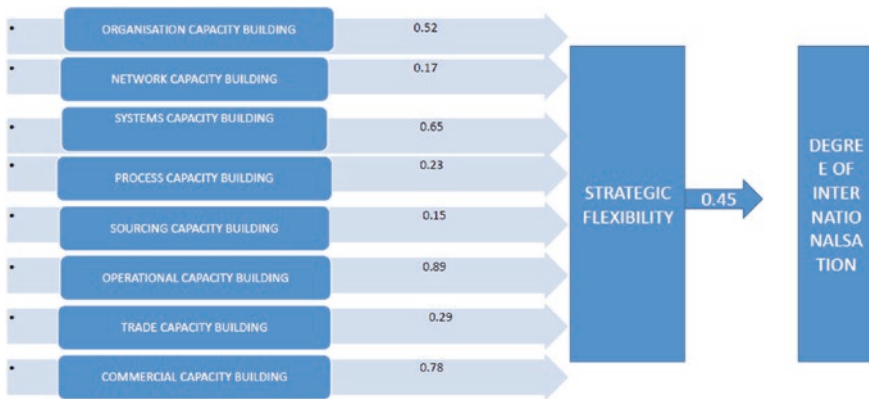 ORGANISATION CAPACITY BUILDING 0.52
NETWORK CAPACITY BUILDING 0.17
SYSTEMS CAPACITY BUILDING 0.65
PROCESS CAPACITY BUILDING 0.23
SOURCING CAPACITY BUILDING 0.15
OPERATIONAL CAPACITY BUILDING 0.89
TRADE CAPACITY BUILDING 0.29
COMMERCIAL CAPACITY BUILDING 0.78
STRATEGIC
FLEXIBILITY
0.45
DEGRE
E OF
INTER
NATIO
NALSA
TION